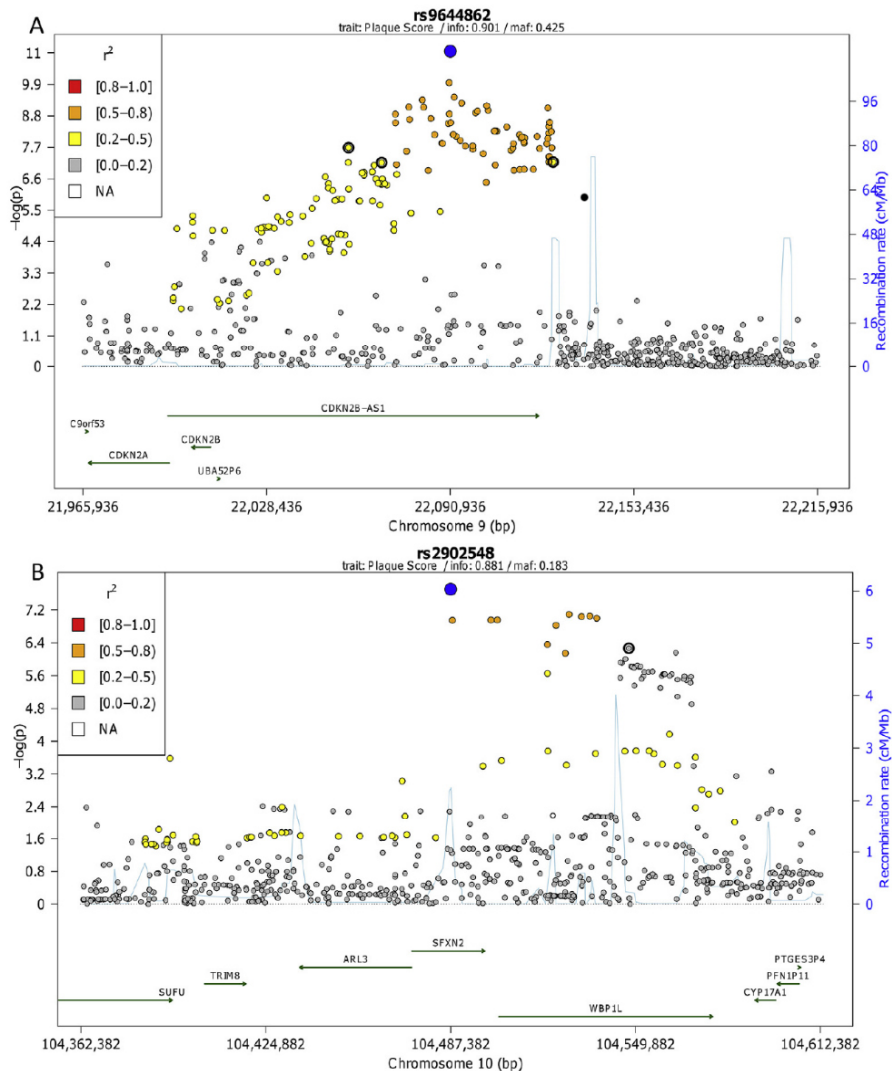 A
rs9644862
trait: Plaque Score / info: 0.901 / maf: 0.425
r²
[0.8–1.0]
[0.5–0.8)
[0.2–0.5)
[0.0–0.2)
NA
11
9.9
8.8
7.7
6.6
5.5
4.4
3.3
2.2
1.1
0
−log(p)
96
80
64
48
32
16
0
Recombination rate (cM/Mb)
CDKN2B−AS1
C9orf53
CDKN2B
CDKN2A
UBA52P6
21,965,936 22,028,436 22,090,936 22,153,436 22,215,936
Chromosome 9 (bp)
B
rs2902548
trait: Plaque Score / info: 0.881 / maf: 0.183
r²
[0.8–1.0]
[0.5–0.8)
[0.2–0.5)
[0.0–0.2)
NA
7.2
6.4
5.6
4.8
4
3.2
2.4
1.6
0.8
0
−log(p)
6
5
4
3
2
1
0
Recombination rate (cM/Mb)
SFXN2
ARL3
PTGES3P4
TRIM8
PFN1P11
SUFU
CYP17A1
WBP1L
104,362,382 104,424,882 104,487,382 104,549,882 104,612,382
Chromosome 10 (bp)